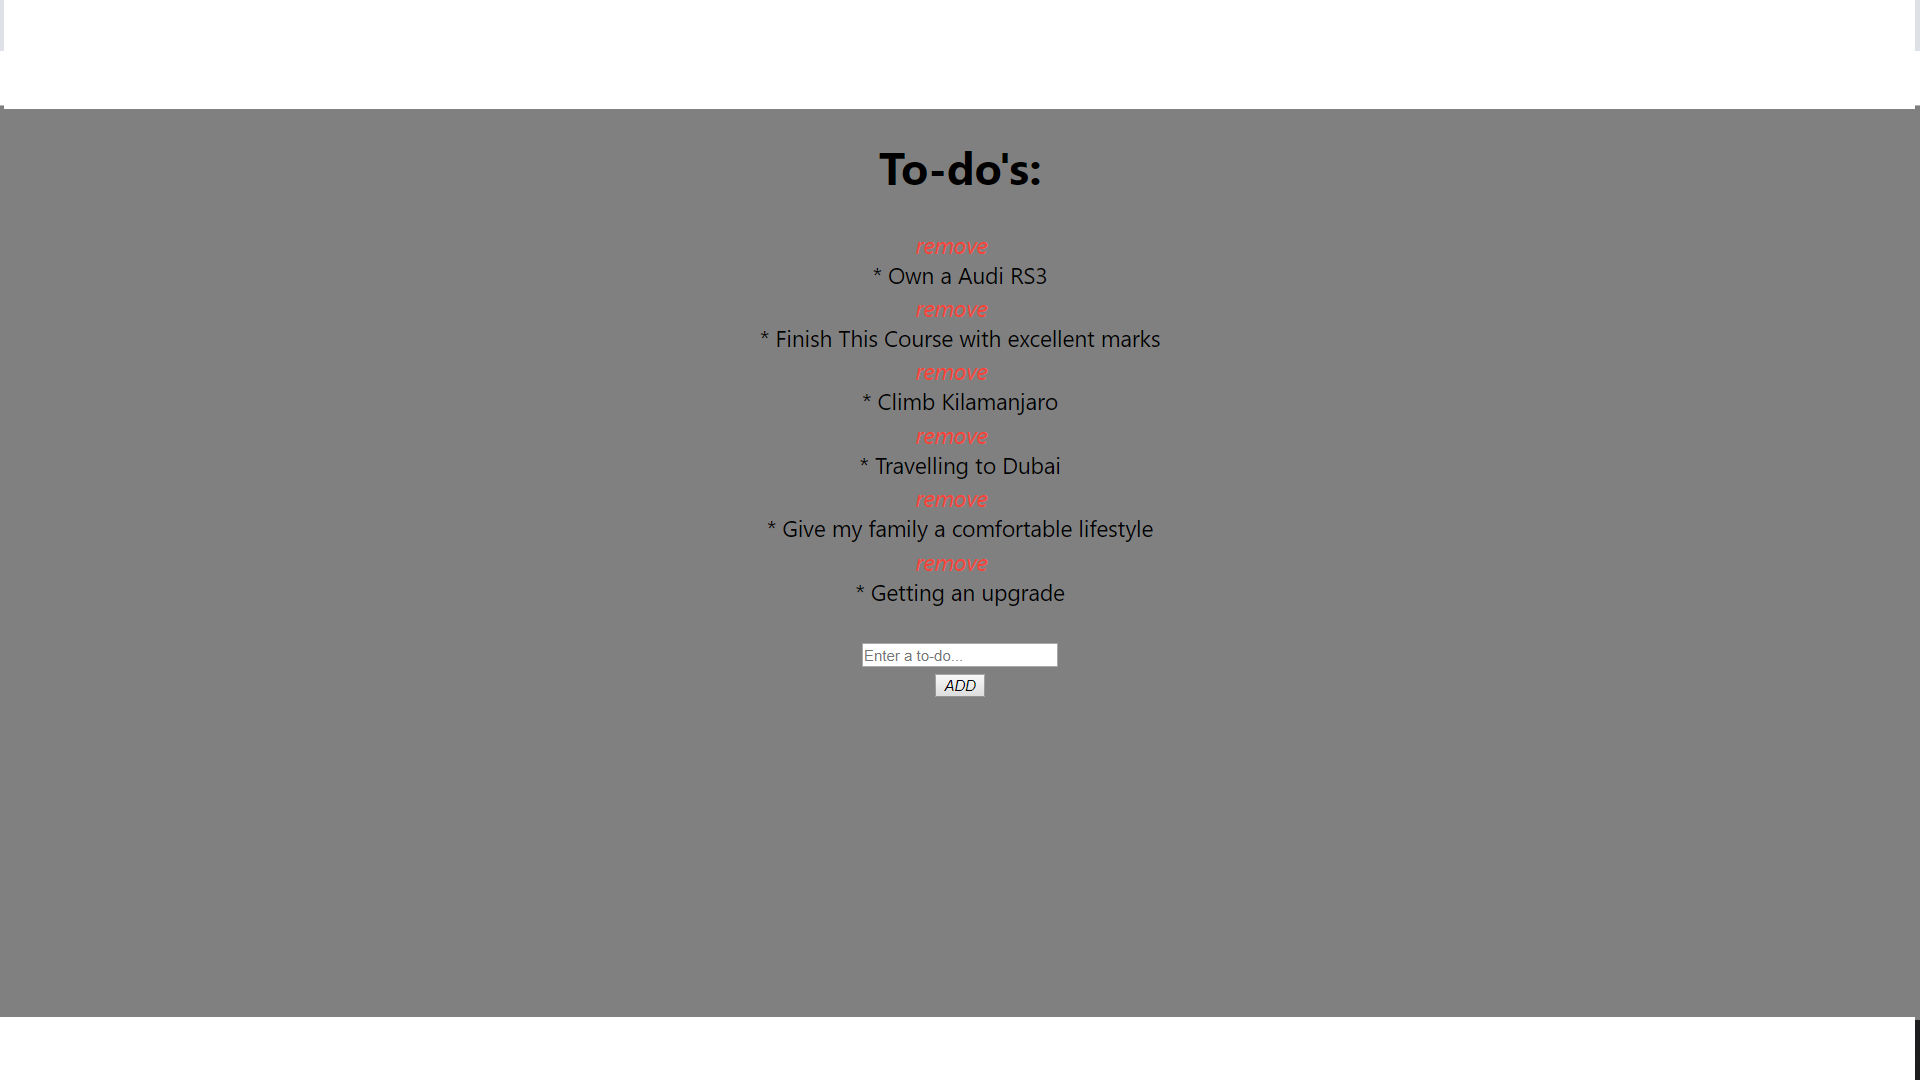 To-do's:
remove
* Own a Audi RS3
remove
* Finish This Course with excellent marks
remove
* Climb Kilamanjaro
remove
* Travelling to Dubai
remove
* Give my family a comfortable lifestyle
remove
* Getting an upgrade
Enter a to-do...
ADD